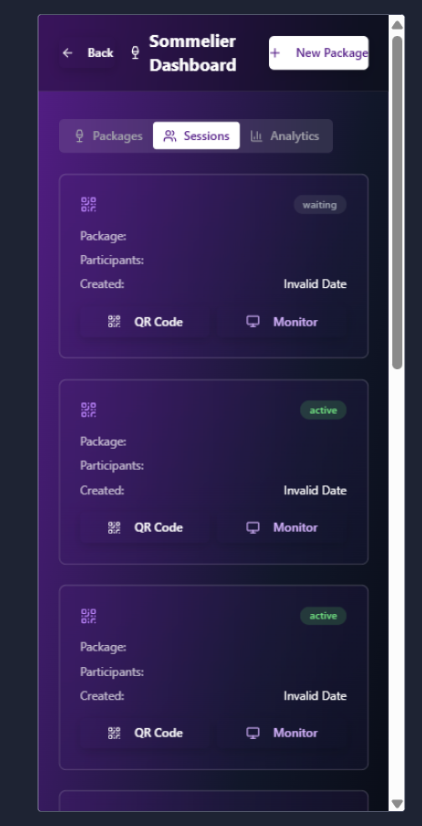 Back
Sommelier
Dashboard
+ New Package
Packages
Sessions
Analytics
waiting
Package:
Participants:
Created: Invalid Date
QR Code
Monitor
active
Package:
Participants:
Created: Invalid Date
QR Code
Monitor
active
Package:
Participants:
Created: Invalid Date
QR Code
Monitor